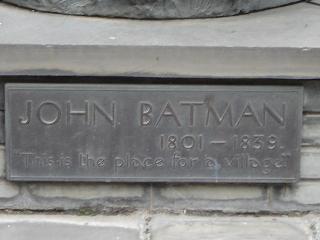 JOHN BATMAN
1801 — 1839.
"This is the place for a village"